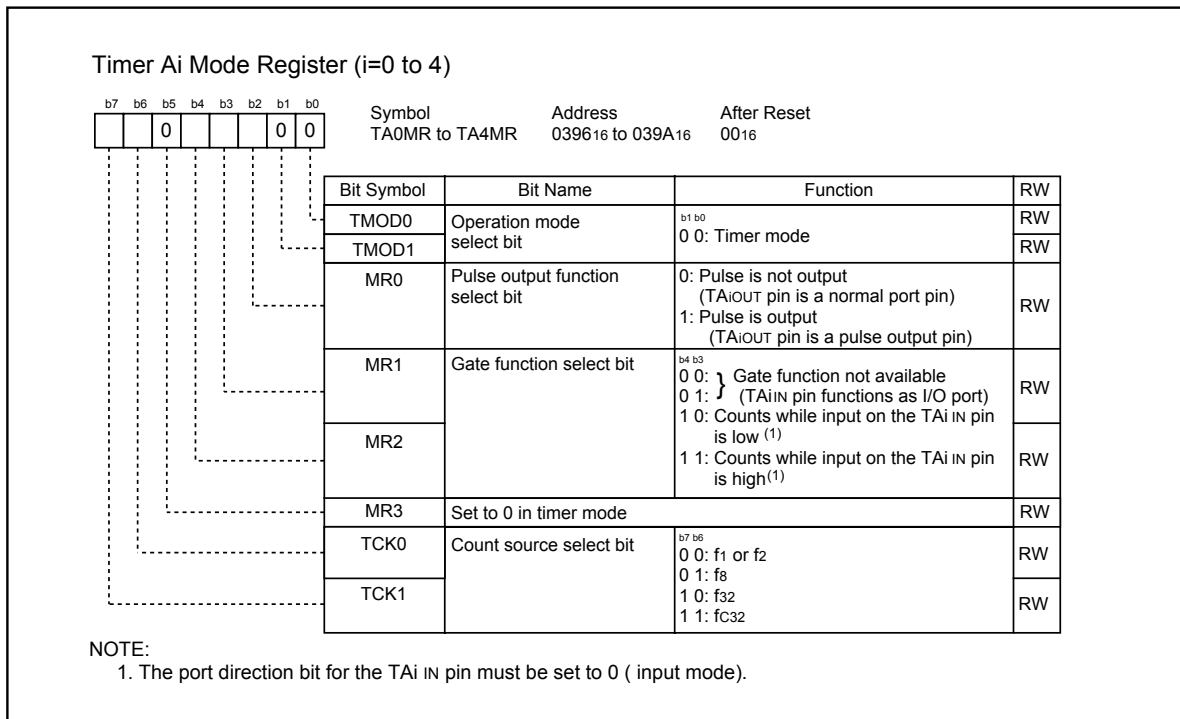 Timer Ai Mode Register (i=0 to 4)
b7 b6 b5 b4 b3 b2 b1 b0
0 0 0
Symbol Address After Reset
TA0MR to TA4MR 039616 to 039A16 0016
Bit Symbol Bit Name Function RW
TMOD0 Operation mode select bit b1 b0 RW
TMOD1 0 0: Timer mode RW
MR0 Pulse output function select bit 0: Pulse is not output RW
(TAiOUT pin is a normal port pin)
1: Pulse is output
(TAiOUT pin is a pulse output pin)
MR1 Gate function select bit b4 b3 RW
0 0: } Gate function not available
0 1: (TAiIN pin functions as I/O port)
1 0: Counts while input on the TAi IN pin
is low (1)
MR2 1 1: Counts while input on the TAi IN pin RW
is high(1)
MR3 Set to 0 in timer mode RW
TCK0 Count source select bit b7 b6 RW
0 0: f1 or f2
0 1: f8
TCK1 1 0: f32 RW
1 1: fC32
NOTE:
1. The port direction bit for the TAi IN pin must be set to 0 ( input mode).